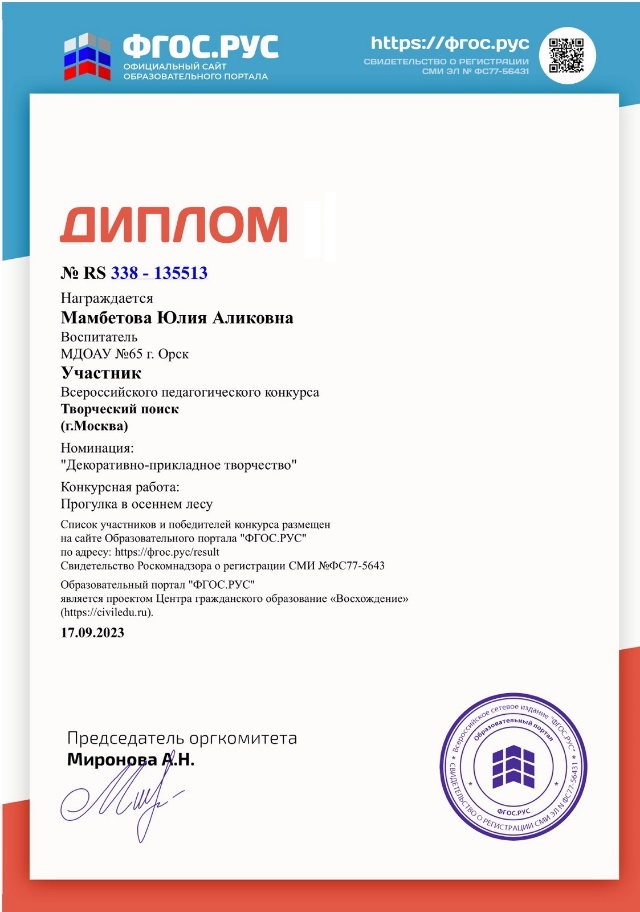 ФГОС.РУС
ОФИЦИАЛЬНЫЙ САЙТ
ОБРАЗОВАТЕЛЬНОГО ПОРТАЛА
https://фгос.рус
СВИДЕТЕЛЬСТВО О РЕГИСТРАЦИИ
СМИ ЭЛ № ФС77-56431
ДИПЛОМ
№ RS 338 - 135513
Награждается
Мамбетова Юлия Аликовна
Воспитатель
МДОАУ №65 г. Орск
Участник
Всероссийского педагогического конкурса
Творческий поиск
(г.Москва)
Номинация:
"Декоративно-прикладное творчество"
Конкурсная работа:
Прогулка в осеннем лесу
Список участников и победителей конкурса размещен
на сайте Образовательного портала "ФГОС.РУС"
по адресу: https://фгос.рус/result
Свидетельство Роскомнадзора о регистрации СМИ №ФС77-5643
Образовательный портал "ФГОС.РУС"
является проектом Центра гражданского образование «Восхождение»
(https://civiledu.ru).
17.09.2023
Председатель оргкомитета
Миронова А.Н.
Всероссийское сетевое издание "ФГОС.РУС"
СВИДЕТЕЛЬСТВО О РЕГИСТРАЦИИ СМИ ЭЛ № ФС77-56431
Образовательный портал
ФГОС.РУС